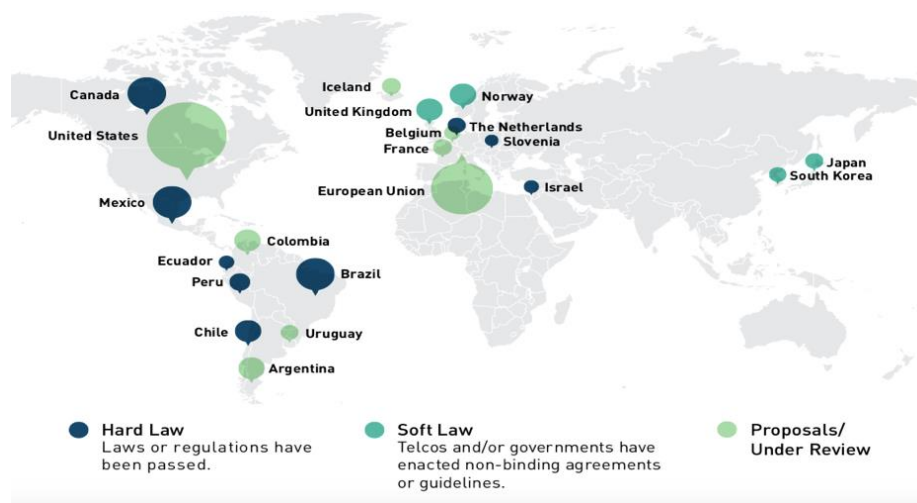 Canada
United States
Mexico
Iceland
United Kingdom
Norway
Belgium
The Netherlands
France
Slovenia
European Union
Israel
Japan
South Korea
Colombia
Ecuador
Peru
Brazil
Chile
Uruguay
Argentina
Hard Law
Laws or regulations have
been passed.
Soft Law
Telcos and/or governments have
enacted non-binding agreements
or guidelines.
Proposals/
Under Review